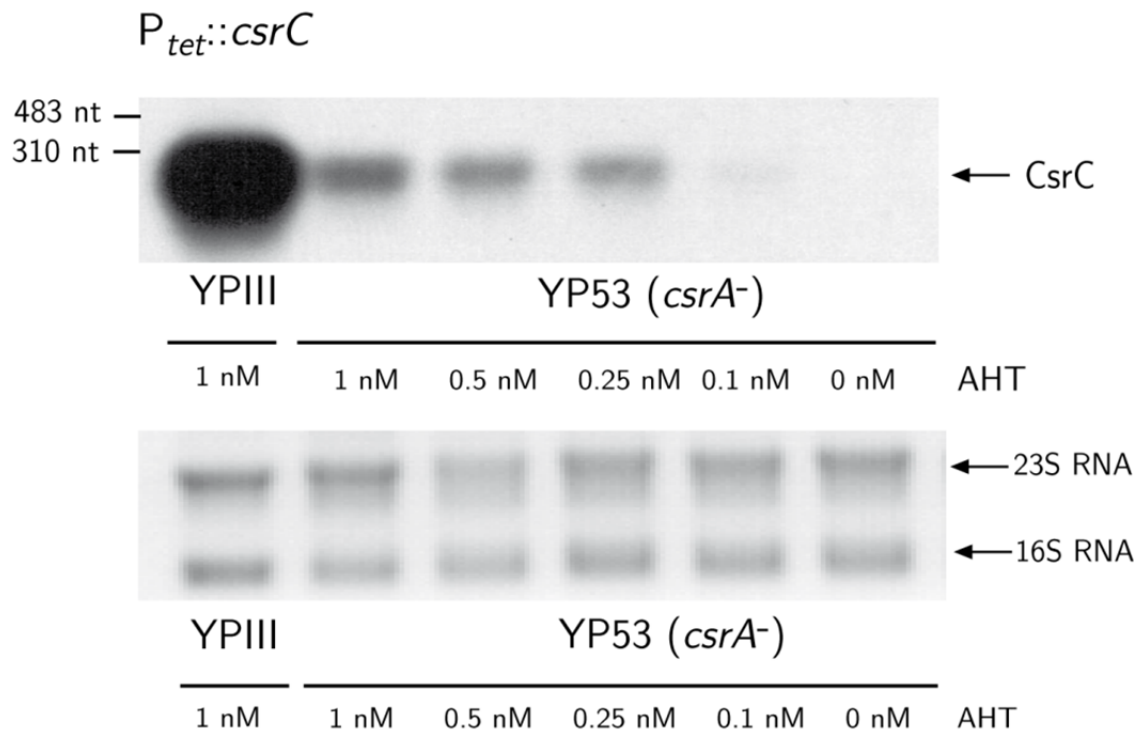 Ptet::csrC
483 nt
310 nt
CsrC
YPIII YP53 (csrA-)
1 nM 1 nM 0.5 nM 0.25 nM 0.1 nM 0 nM AHT
23S RNA
16S RNA
YPIII YP53 (csrA-)
1 nM 1 nM 0.5 nM 0.25 nM 0.1 nM 0 nM AHT